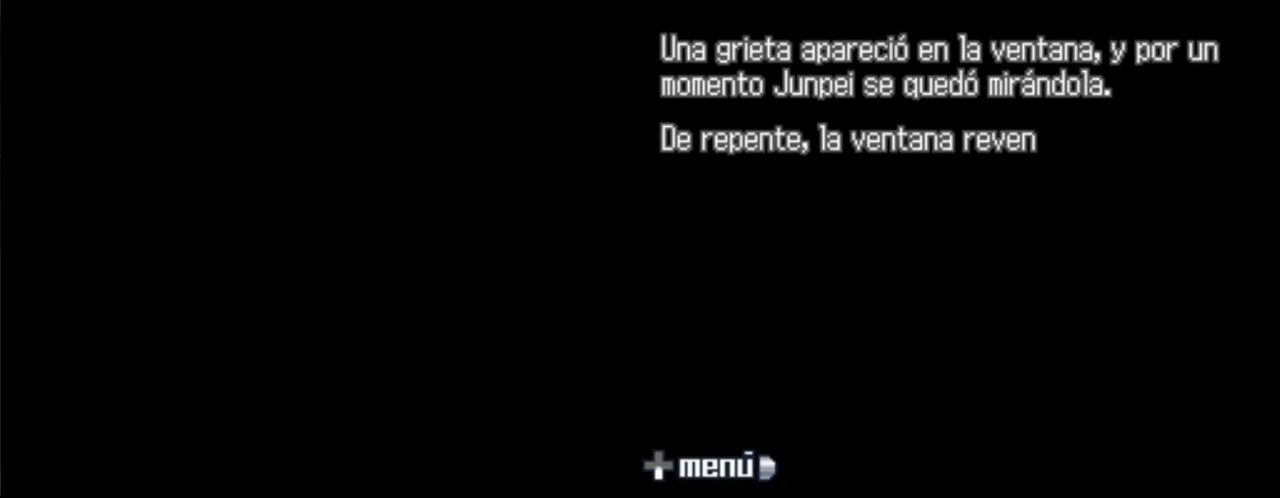 Una grieta apareció en la ventana, y por un
momento Junpei se quedó mirándola.
De repente, la ventana reven
menú